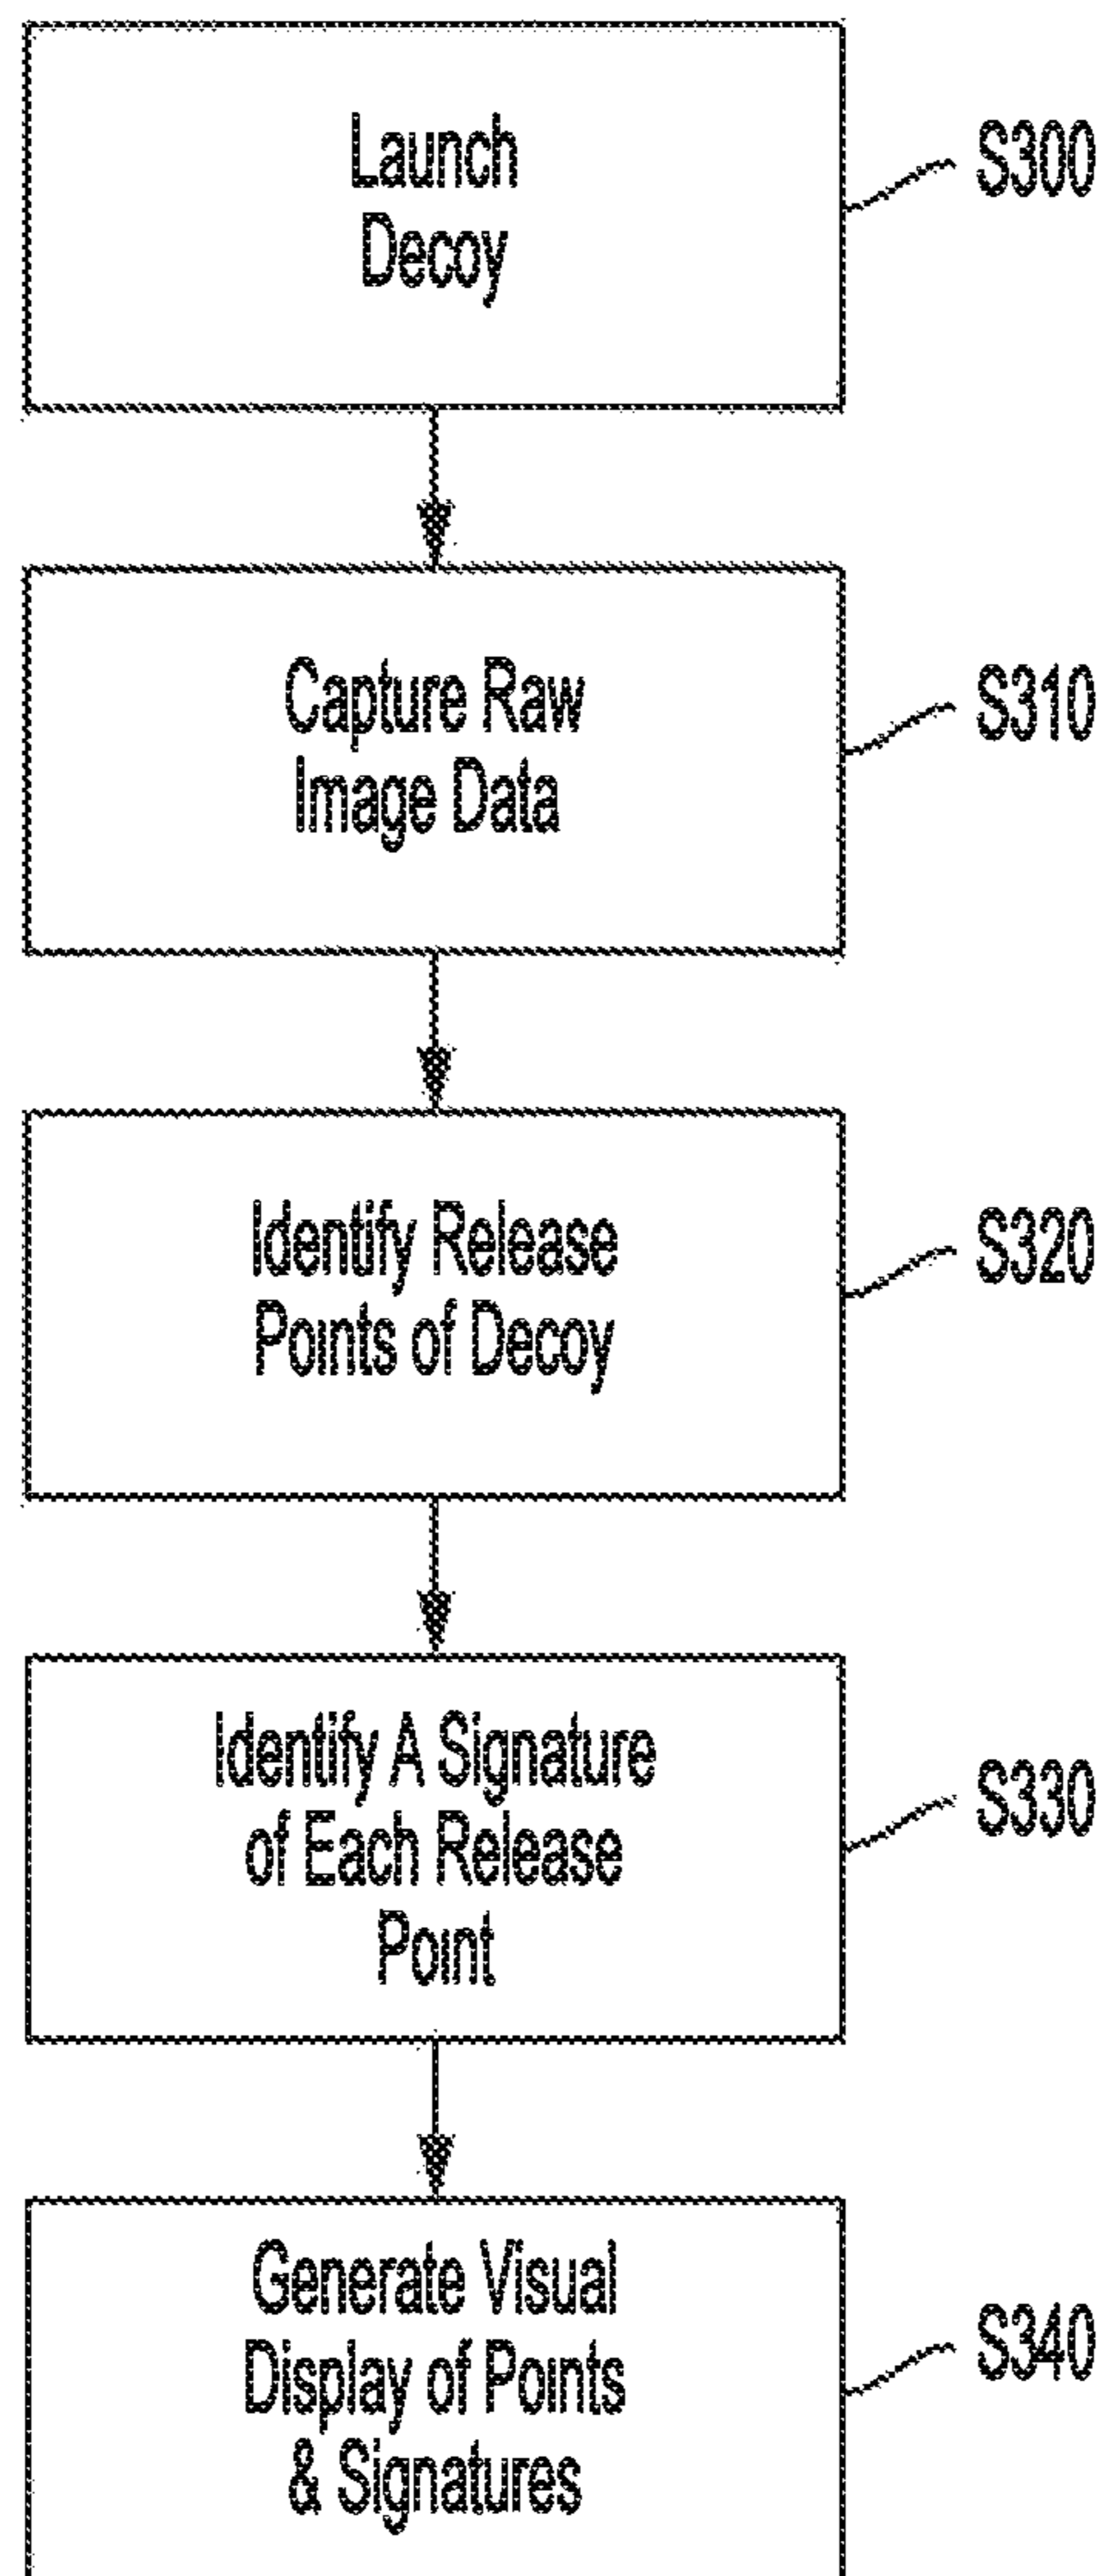 Launch
Decoy
S300
Capture Raw
Image Data
S310
Identify Release
Points of Decoy
S320
Identify A Signature
of Each Release
Point
S330
Generate Visual
Display of Points
& Signatures
S340